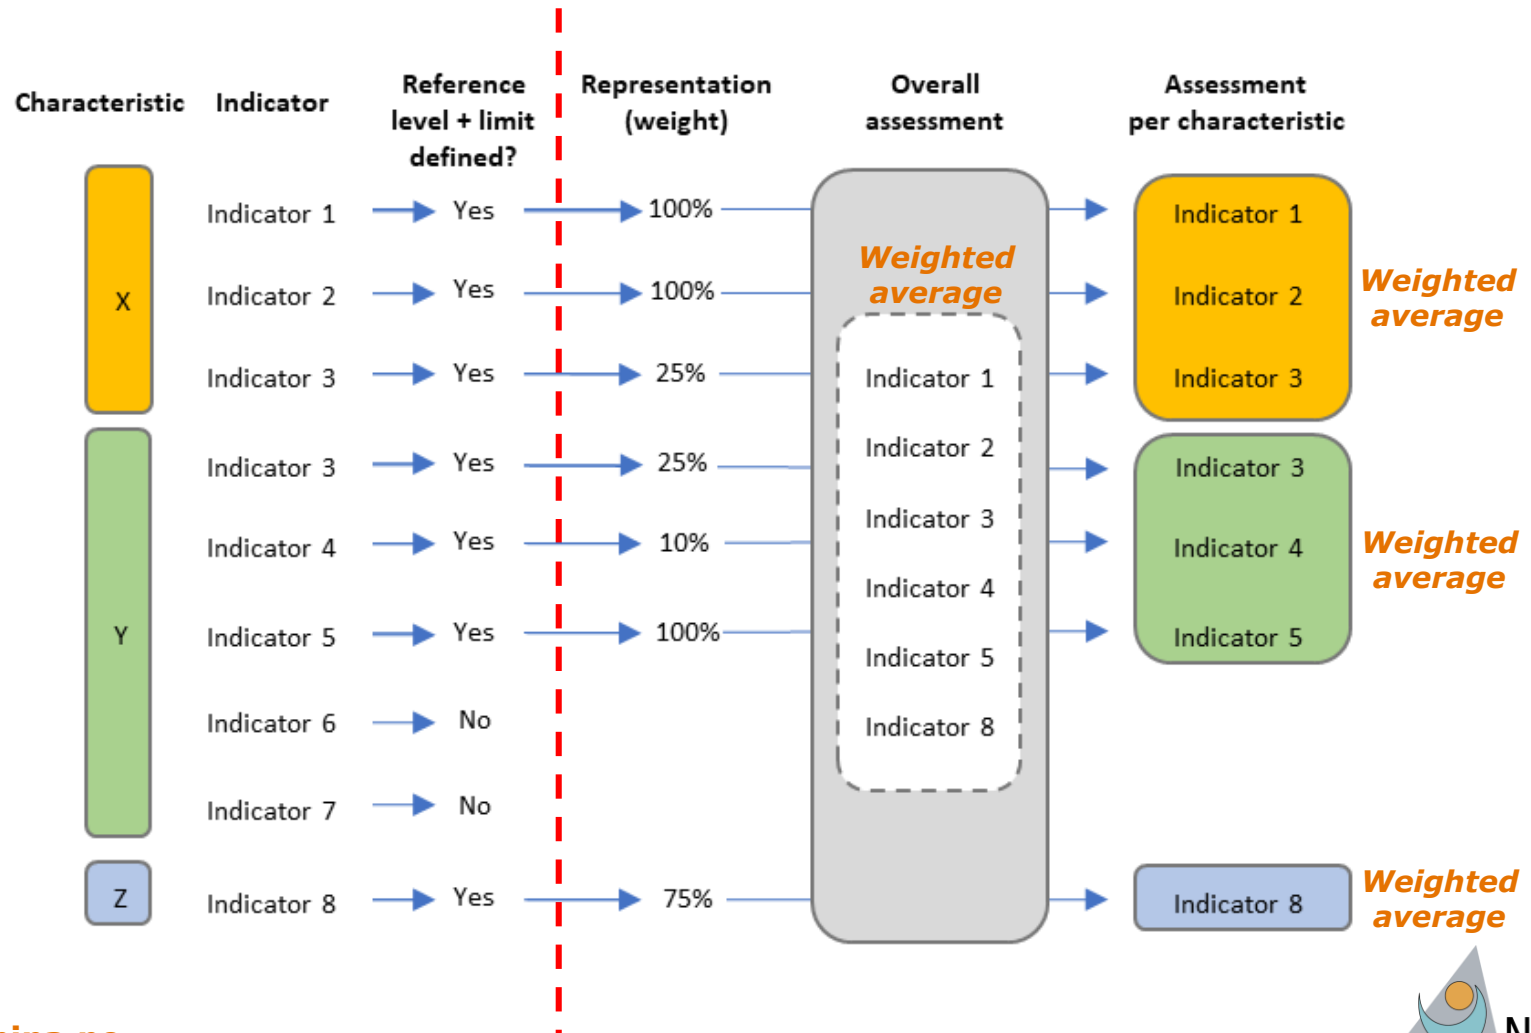 Characteristic
Indicator
Reference
level + limit
defined?
Representation
(weight)
Overall
assessment
Assessment
per characteristic
X
Indicator 1
Yes
100%
Indicator 1
Indicator 2
Yes
100%
Indicator 2
Indicator 3
Yes
25%
Indicator 3
Weighted
average
Y
Indicator 3
Yes
25%
Indicator 3
Indicator 4
Yes
10%
Indicator 4
Indicator 5
Yes
100%
Indicator 5
Weighted
average
Indicator 6
No
Indicator 7
No
Z
Indicator 8
Yes
75%
Indicator 8
Weighted
average
Weighted
average
Indicator 1
Indicator 2
Indicator 3
Indicator 4
Indicator 5
Indicator 8
N